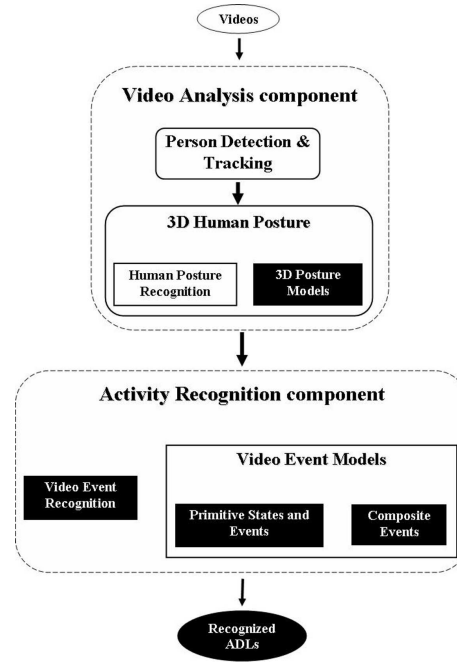 Videos
Video Analysis component
Person Detection &
Tracking
3D Human Posture
Human Posture
Recognition
3D Posture
Models
Activity Recognition component
Video Event Models
Video Event
Recognition
Primitive States and
Events
Composite
Events
Recognized
ADLs